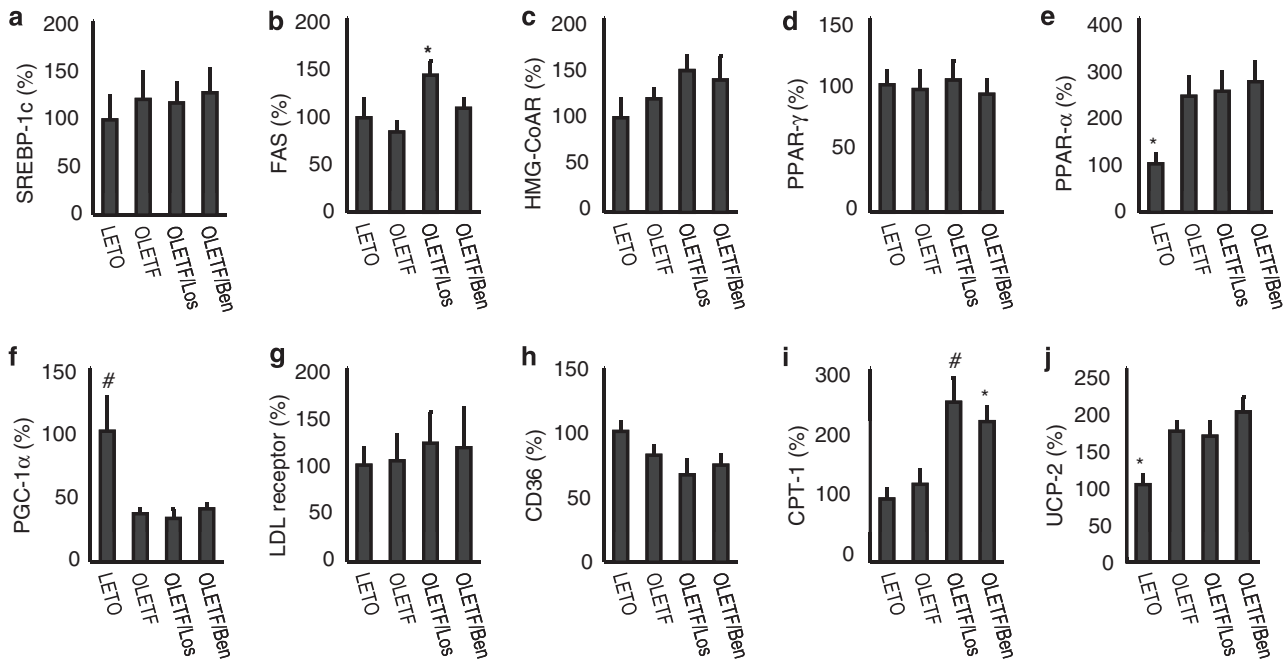 a
SREBP-1c (%)
200
150
100
50
0
LETO
OLETF
OLETF/Los
OLETF/Ben
b
FAS (%)
200
150
100
50
0
*
LETO
OLETF
OLETF/Los
OLETF/Ben
c
HMG-CoAR (%)
200
150
100
50
0
LETO
OLETF
OLETF/Los
OLETF/Ben
d
PPAR-γ (%)
150
100
50
0
LETO
OLETF
OLETF/Los
OLETF/Ben
e
PPAR-α (%)
400
300
200
100
0
*
LETO
OLETF
OLETF/Los
OLETF/Ben
f
PGC-1α (%)
150
100
50
0
#
LETO
OLETF
OLETF/Los
OLETF/Ben
g
LDL receptor (%)
200
150
100
50
0
LETO
OLETF
OLETF/Los
OLETF/Ben
h
CD36 (%)
150
100
50
0
LETO
OLETF
OLETF/Los
OLETF/Ben
i
CPT-1 (%)
300
200
100
0
#
*
LETO
OLETF
OLETF/Los
OLETF/Ben
j
UCP-2 (%)
250
200
150
100
50
0
*
LETO
OLETF
OLETF/Los
OLETF/Ben